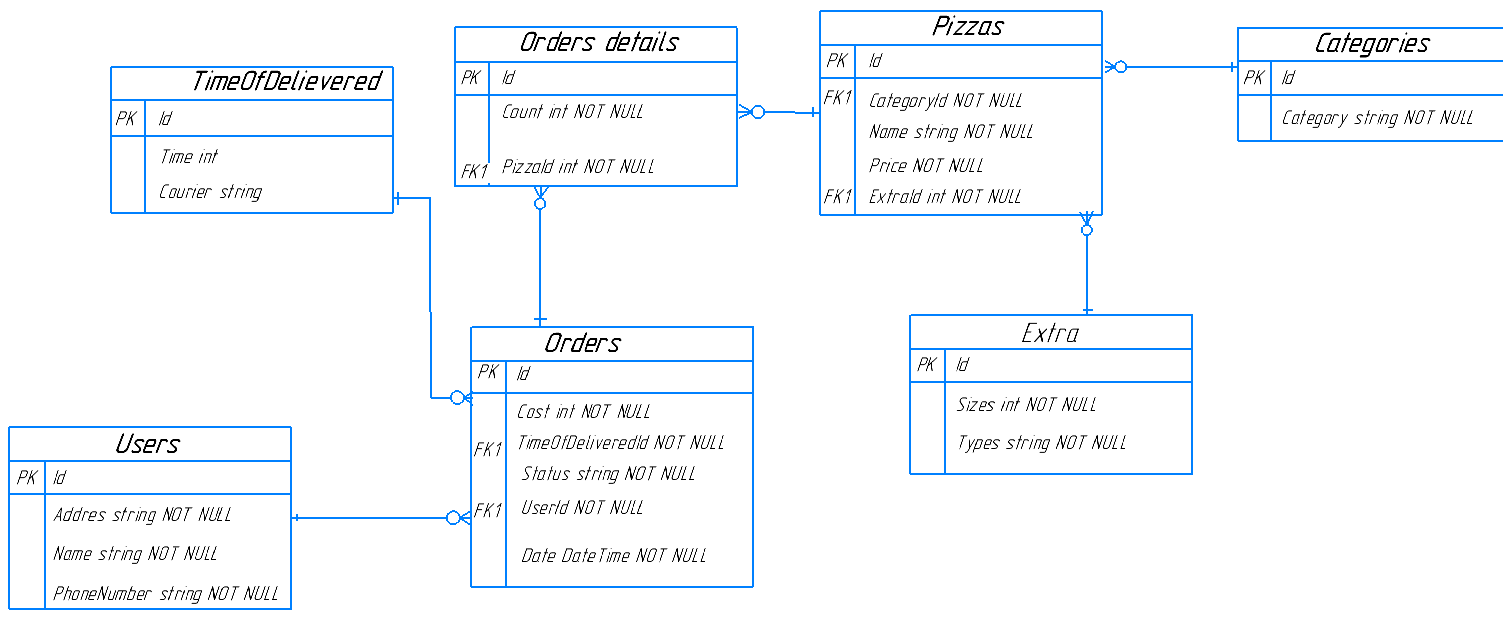 TimeOfDelievered
PK Id
Time int
Courier string
Orders details
PK Id
Count int NOT NULL
FK1 PizzaId int NOT NULL
Pizzas
PK Id
FK1 CategoryId NOT NULL
Name string NOT NULL
Price NOT NULL
FK1 ExtraId int NOT NULL
Categories
PK Id
Category string NOT NULL
Users
PK Id
Addres string NOT NULL
Name string NOT NULL
PhoneNumber string NOT NULL
Orders
PK Id
Cost int NOT NULL
FK1 TimeOfDeliveredId NOT NULL
Status string NOT NULL
FK1 UserId NOT NULL
Date DateTime NOT NULL
Extra
PK Id
Sizes int NOT NULL
Types string NOT NULL